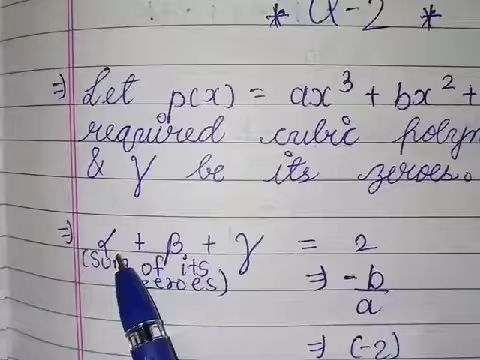 * Q-2 *
⇒ Let p(x) = ax³ + bx² +
required cubic polyn
& γ be its zeroes.
⇒ α + β + γ = 2
(Sum of its zeroes)
⇒ -b/a
⇒ (-2)